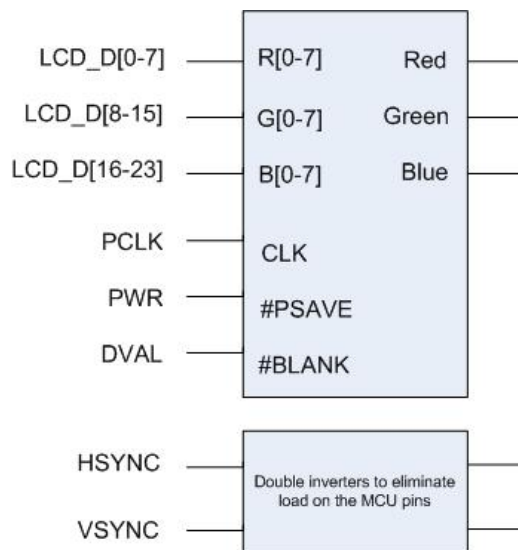 LCD_D[0-7] R[0-7] Red
LCD_D[8-15] G[0-7] Green
LCD_D[16-23] B[0-7] Blue
PCLK CLK
PWR #PSAVE
DVAL #BLANK
HSYNC
Double inverters to eliminate
load on the MCU pins
VSYNC